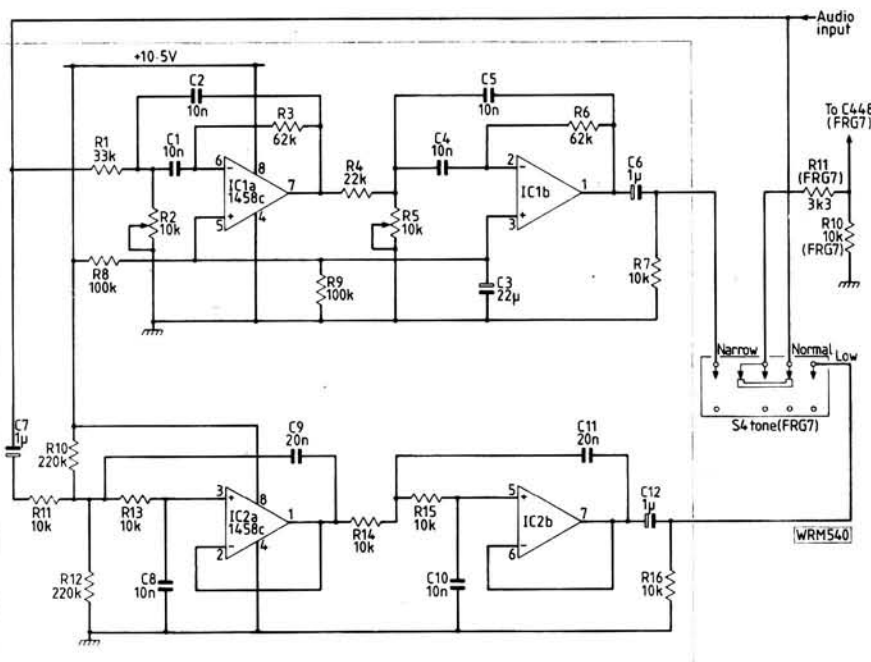 Audio
input
+10·5V
C2
10n
C5
10n
R1
33k
C1
10n
R3
62k
C4
10n
R6
62k
To C448
(FRG7)
6
−
8
IC1a
1458c
7
+
5
4
R4
22k
2
−
IC1b
1
+
3
C6
1µ
R11
(FRG7)
3k3
R2
10k
R5
10k
R10
10k
(FRG7)
R8
100k
R9
100k
C3
22µ
R7
10k
Narrow
Normal
Low
S4 tone(FRG7)
C7
1µ
R10
220k
C9
20n
C11
20n
R11
10k
R13
10k
3
+
8
IC2a
1458c
1
−
2
4
R14
10k
R15
10k
5
+
IC2b
7
−
6
C12
1µ
WRM540
R12
220k
C8
10n
C10
10n
R16
10k